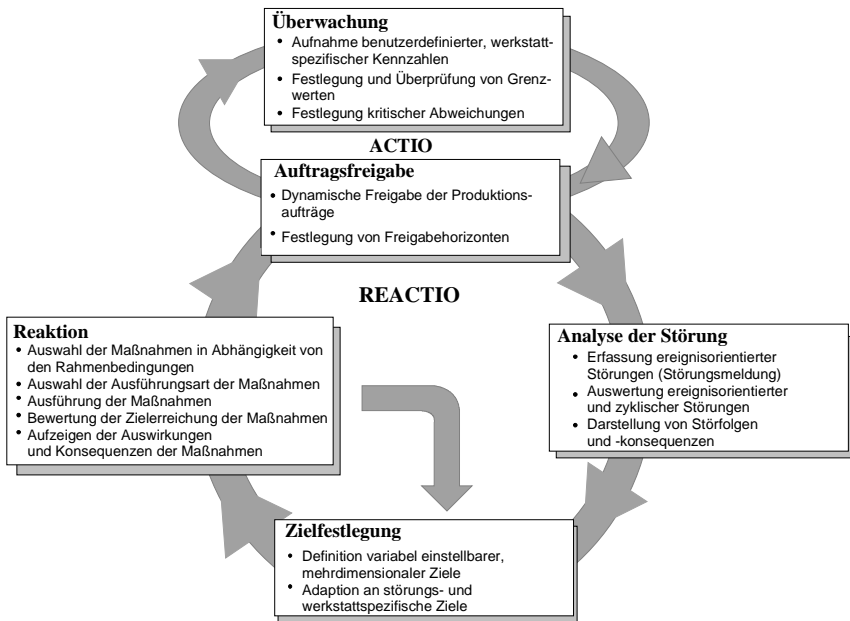 Überwachung
• Aufnahme benutzerdefinierter, werkstatt-
spezifischer Kennzahlen
• Festlegung und Überprüfung von Grenz-
werten
• Festlegung kritischer Abweichungen
ACTIO
Auftragsfreigabe
• Dynamische Freigabe der Produktions-
aufträge
• Festlegung von Freigabehorizonten
REACTIO
Reaktion
• Auswahl der Maßnahmen in Abhängigkeit von
den Rahmenbedingungen
• Auswahl der Ausführungsart der Maßnahmen
• Ausführung der Maßnahmen
• Bewertung der Zielerreichung der Maßnahmen
• Aufzeigen der Auswirkungen
und Konsequenzen der Maßnahmen
Analyse der Störung
• Erfassung ereignisorientierter
Störungen (Störungsmeldung)
• Auswertung ereignisorientierter
und zyklischer Störungen
• Darstellung von Störfolgen
und -konsequenzen
Zielfestlegung
• Definition variabel einstellbarer,
mehrdimensionaler Ziele
• Adaption an störungs- und
werkstattspezifische Ziele